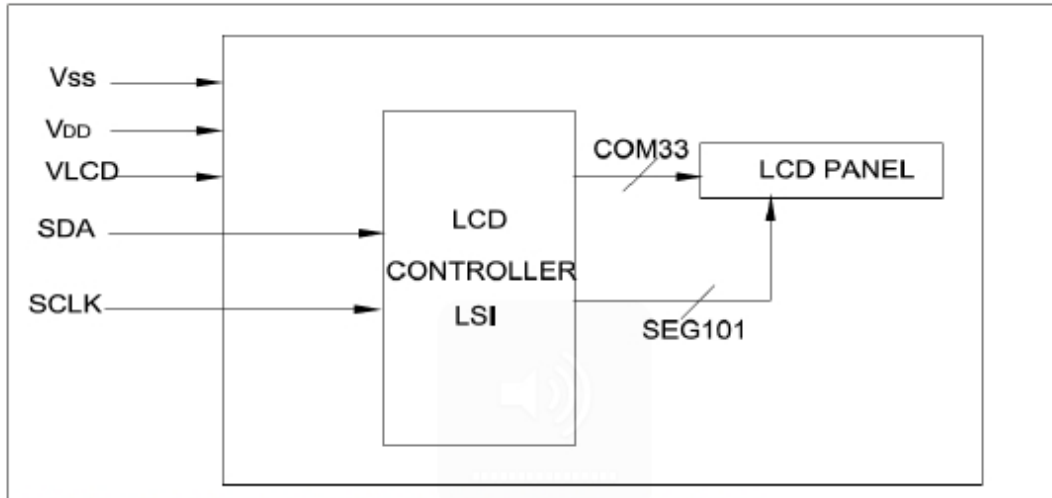 Vss
VDD
VLCD
SDA
SCLK
LCD
CONTROLLER
LSI
COM33
LCD PANEL
SEG101